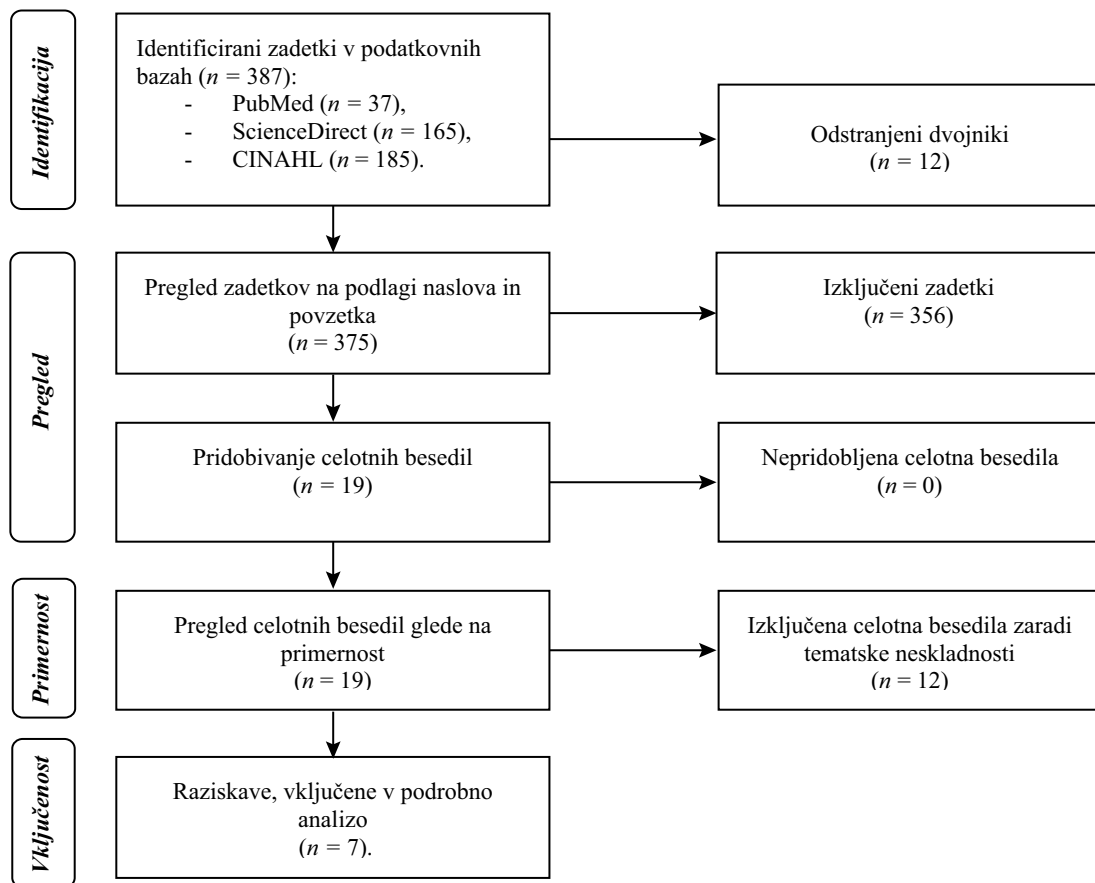 Identifikacija
Identificirani zadetki v podatkovnih
bazah (n = 387):
- PubMed (n = 37),
- ScienceDirect (n = 165),
- CINAHL (n = 185).
Odstranjeni dvojniki
(n = 12)
Pregled
Pregled zadetkov na podlagi naslova in
povzetka
(n = 375)
Izključeni zadetki
(n = 356)
Pridobivanje celotnih besedil
(n = 19)
Nepridobljena celotna besedila
(n = 0)
Primernost
Pregled celotnih besedil glede na
primernost
(n = 19)
Izključena celotna besedila zaradi
tematske neskladnosti
(n = 12)
Vključenost
Raziskave, vključene v podrobno
analizo
(n = 7).